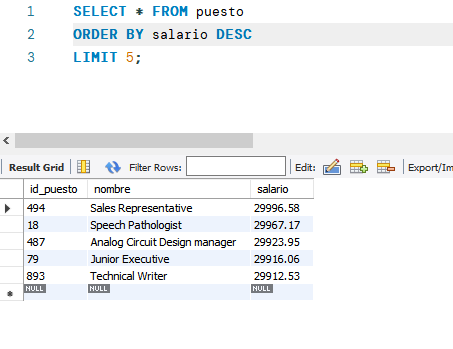 1 SELECT * FROM puesto
2 ORDER BY salario DESC
3 LIMIT 5;
Result Grid Filter Rows: Edit: Export/Im
id_puesto nombre salario
494 Sales Representative 29996.58
18 Speech Pathologist 29967.17
487 Analog Circuit Design manager 29923.95
79 Junior Executive 29916.06
893 Technical Writer 29912.53
NULL NULL NULL